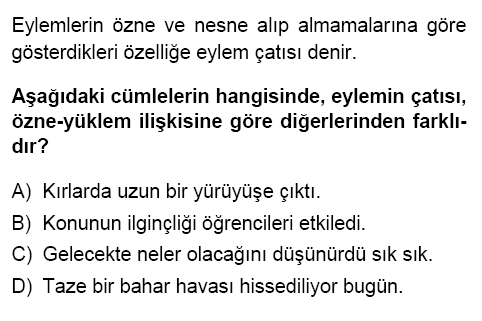 Eylemlerin özne ve nesne alıp almamalarına göre
gösterdikleri özelliğe eylem çatısı denir.
Aşağıdaki cümlelerin hangisinde, eylemin çatısı,
özne-yüklem ilişkisine göre diğerlerinden farklı-
dır?
A) Kırlarda uzun bir yürüyüşe çıktı.
B) Konunun ilginçliği öğrencileri etkiledi.
C) Gelecekte neler olacağını düşünürdü sık sık.
D) Taze bir bahar havası hissediliyor bugün.